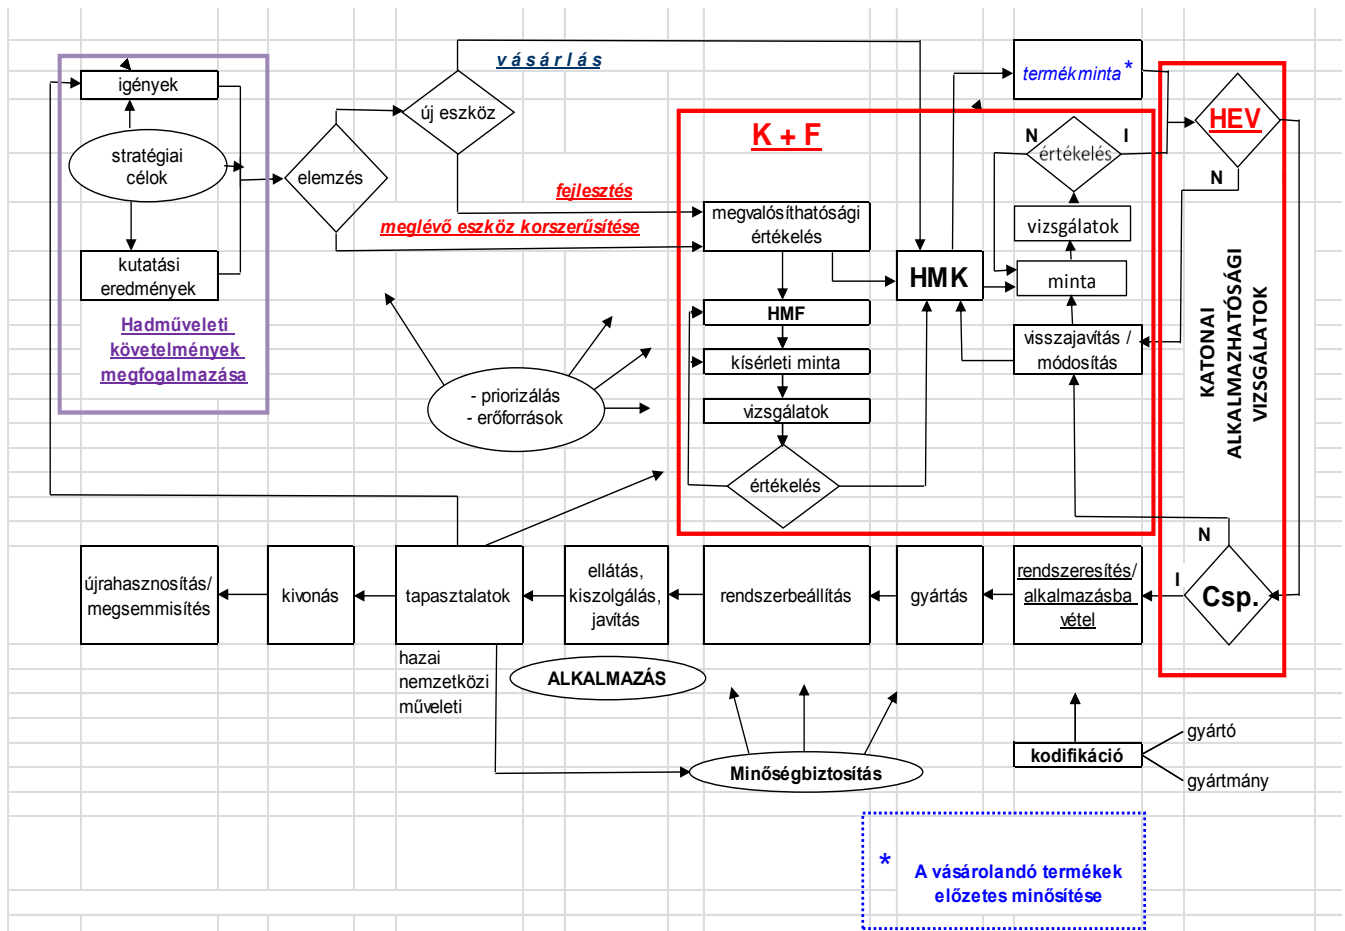 igények
stratégiai
célok
kutatási
eredmények
Hadműveleti
követelmények
megfogalmazása
elemzés
új eszköz
vásárlás
fejlesztés
meglévő eszköz korszerűsítése
- priorizálás
- erőforrások
K + F
megvalósíthatósági
értékelés
HMF
kísérleti minta
vizsgálatok
értékelés
HMK
termékminta *
N
I
értékelés
vizsgálatok
minta
visszajavítás /
módosítás
HEV
N
KATONAI
ALKALMAZHATÓSÁGI
VIZSGÁLATOK
N
I
Csp.
rendszeresítés/
alkalmazásba
vétel
gyártás
rendszerbeállítás
ellátás,
kiszolgálás,
javítás
tapasztalatok
kivonás
újrahasznosítás/
megsemmisítés
hazai
nemzetközi
műveleti
ALKALMAZÁS
Minőségbiztosítás
kodifikáció
gyártó
gyártmány
* A vásárolandó termékek
előzetes minősítése